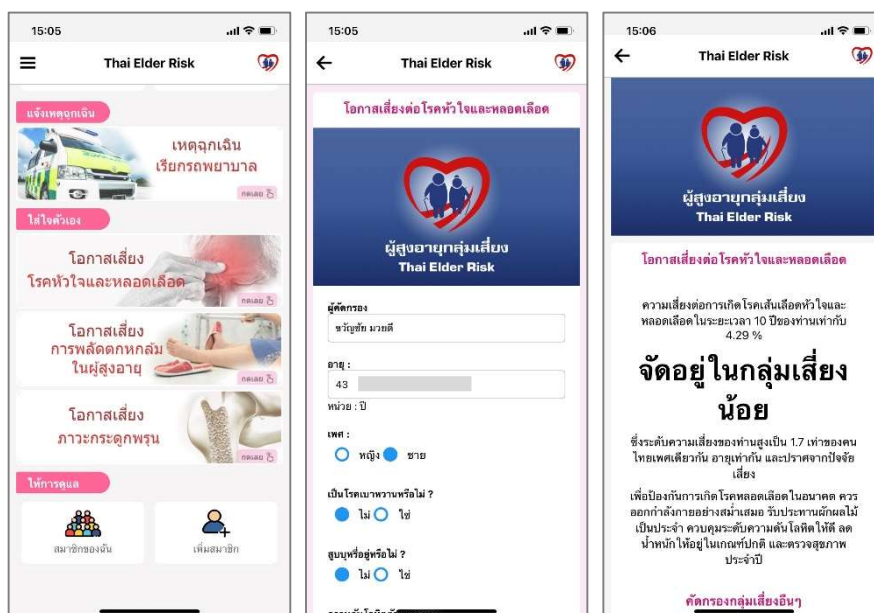 15:05
Thai Elder Risk
แจ้งเหตุฉุกเฉิน
เหตุฉุกเฉิน
เรียกรถพยาบาล
กดเลย
ใส่ใจตัวเอง
โอกาสเสี่ยง
โรคหัวใจและหลอดเลือด
กดเลย
โอกาสเสี่ยง
การพลัดตกหกล้ม
ในผู้สูงอายุ
กดเลย
โอกาสเสี่ยง
ภาวะกระดูกพรุน
กดเลย
ให้การดูแล
สมาชิกของฉัน
เพิ่มสมาชิก
15:05
Thai Elder Risk
โอกาสเสี่ยงต่อโรคหัวใจและหลอดเลือด
ผู้สูงอายุกลุ่มเสี่ยง
Thai Elder Risk
ผู้คัดกรอง
ขวัญชัย มวยดี
อายุ :
43
หน่วย : ปี
เพศ :
หญิง ชาย
เป็นโรคเบาหวานหรือไม่ ?
ไม่ ใช่
สูบบุหรี่อยู่หรือไม่ ?
ไม่ ใช่
15:06
Thai Elder Risk
ผู้สูงอายุกลุ่มเสี่ยง
Thai Elder Risk
โอกาสเสี่ยงต่อโรคหัวใจและหลอดเลือด
ความเสี่ยงต่อการเกิดโรคเส้นเลือดหัวใจและ
หลอดเลือดในระยะเวลา 10 ปีของท่านเท่ากับ
4.29 %
จัดอยู่ในกลุ่มเสี่ยง
น้อย
ซึ่งระดับความเสี่ยงของท่านสูงเป็น 1.7 เท่าของคน
ไทยเพศเดียวกัน อายุเท่ากัน และปราศจากปัจจัย
เสี่ยง
เพื่อป้องกันการเกิดโรคหลอดเลือดในอนาคต ควร
ออกกำลังกายอย่างสม่ำเสมอ รับประทานผักผลไม้
เป็นประจำ ควบคุมระดับความดันโลหิตให้ดี ลด
น้ำหนักให้อยู่ในเกณฑ์ปกติ และตรวจสุขภาพ
ประจำปี
คัดกรองกลุ่มเสี่ยงอื่นๆ